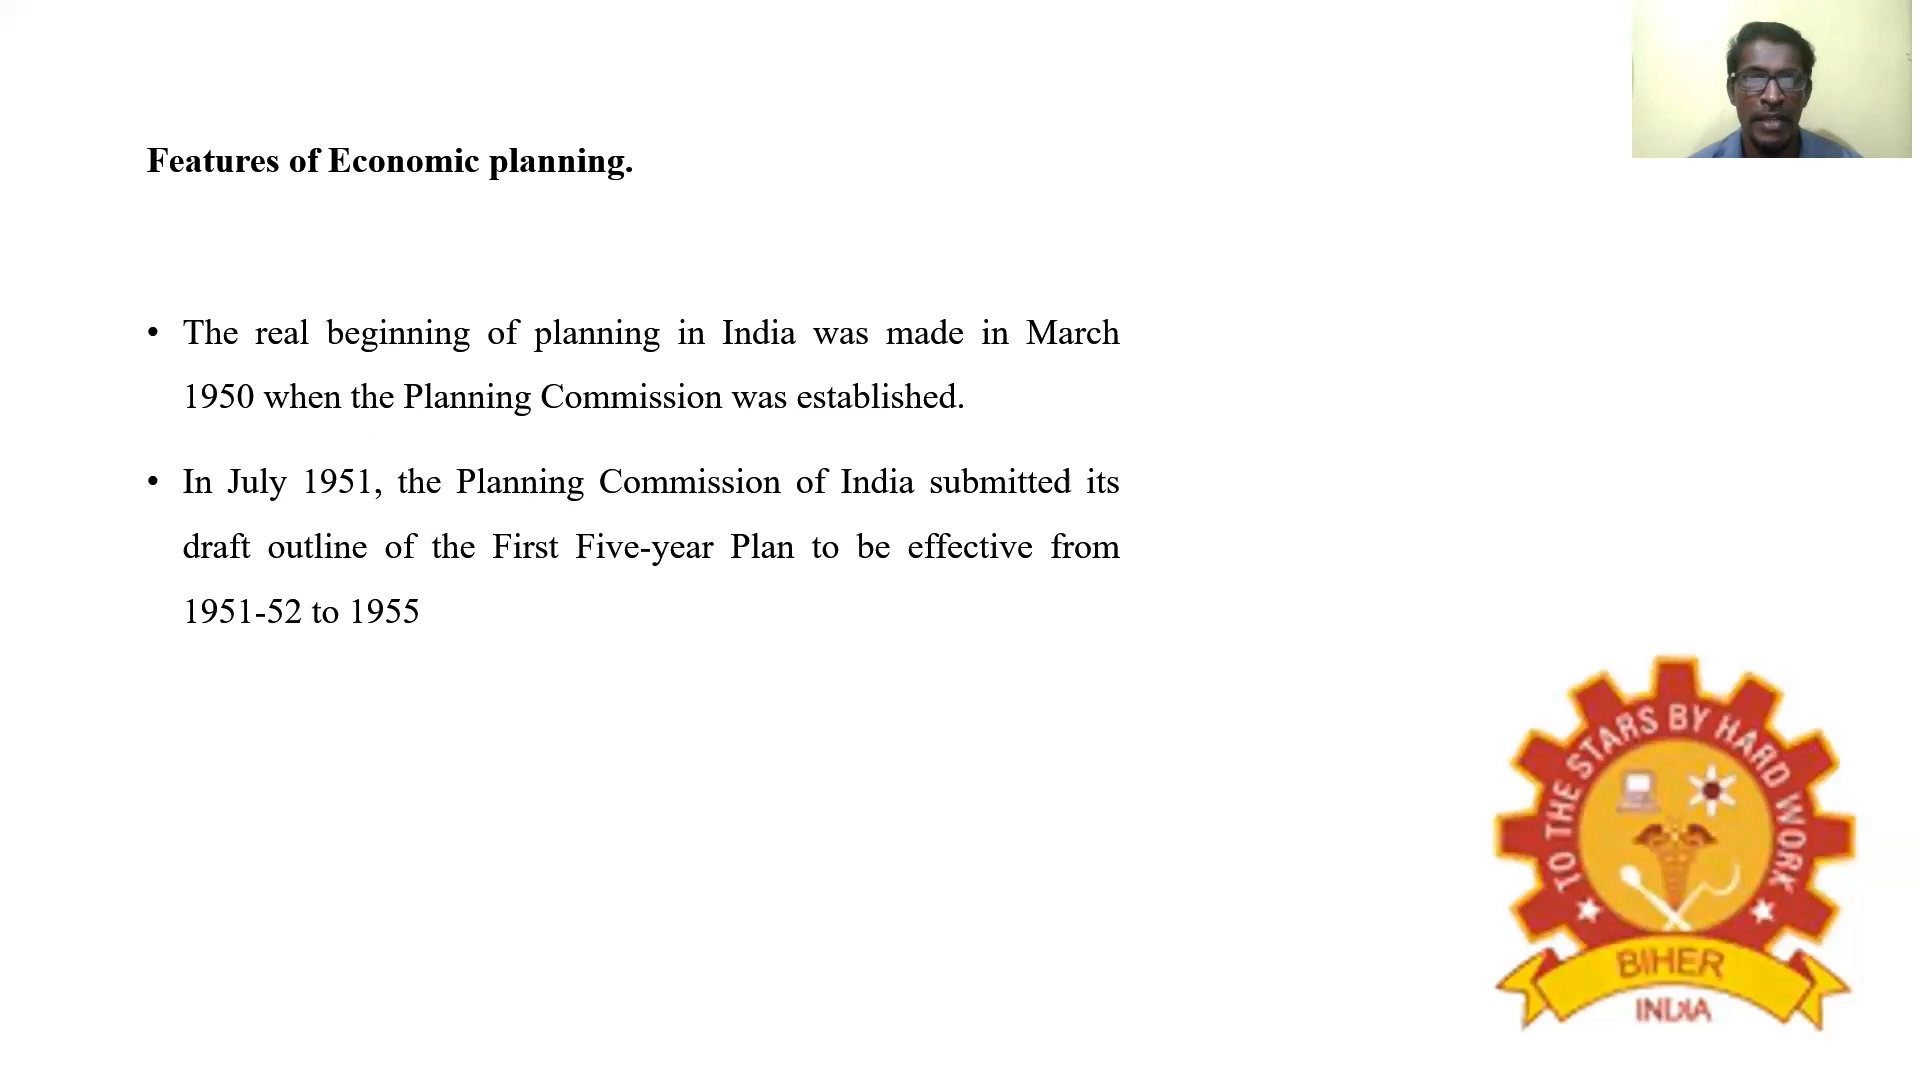 Features of Economic planning.
• The real beginning of planning in India was made in March
1950 when the Planning Commission was established.
• In July 1951, the Planning Commission of India submitted its
draft outline of the First Five-year Plan to be effective from
1951-52 to 1955
TO THE STARS BY HARD WORK
BIHER
INDIA